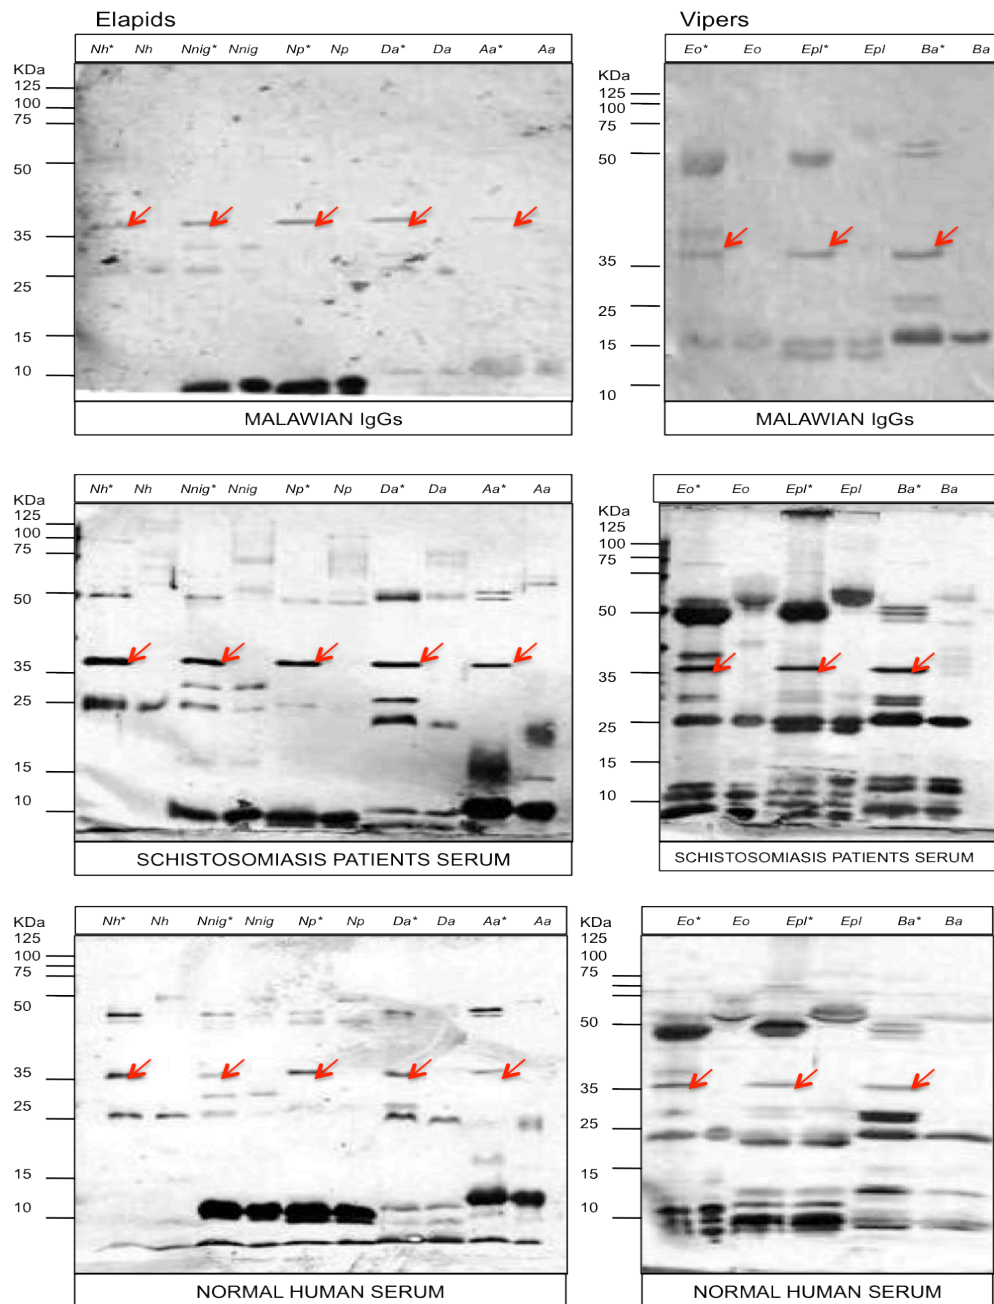 Elapids
Vipers
Nh* Nh Nnig* Nnig Np* Np Da* Da Aa* Aa
KDa
125
100
75
50
35
25
15
10
MALAWIAN IgGs
Eo* Eo Epl* Epl Ba* Ba
KDa
125
100
75
50
35
25
15
10
MALAWIAN IgGs
Nh* Nh Nnig* Nnig Np* Np Da* Da Aa* Aa
KDa
125
100
75
50
35
25
15
10
SCHISTOSOMIASIS PATIENTS SERUM
Eo* Eo Epl* Epl Ba* Ba
KDa
125
100
75
50
35
25
15
10
SCHISTOSOMIASIS PATIENTS SERUM
Nh* Nh Nnig* Nnig Np* Np Da* Da Aa* Aa
KDa
125
100
75
50
35
25
15
10
NORMAL HUMAN SERUM
Eo* Eo Epl* Epl Ba* Ba
KDa
125
100
75
50
35
25
15
10
NORMAL HUMAN SERUM